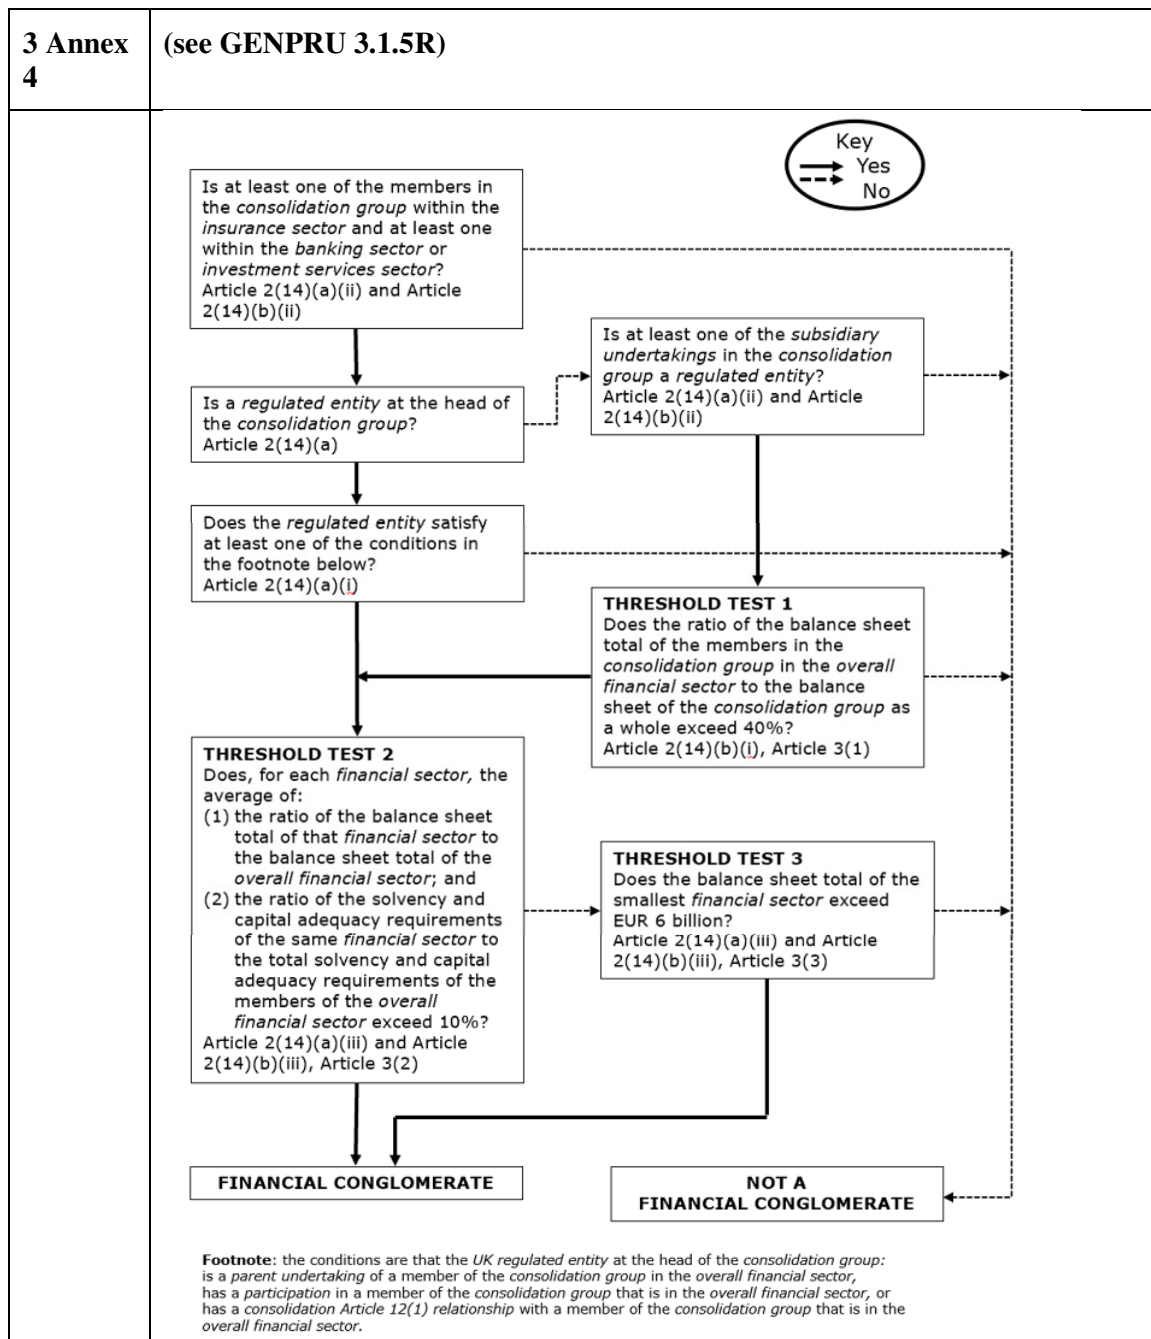 3 Annex
4
(see GENPRU 3.1.5R)
Key
Yes
No
Is at least one of the members in
the consolidation group within the
insurance sector and at least one
within the banking sector or
investment services sector?
Article 2(14)(a)(ii) and Article
2(14)(b)(ii)
Is at least one of the subsidiary
undertakings in the consolidation
group a regulated entity?
Article 2(14)(a)(ii) and Article
2(14)(b)(ii)
Is a regulated entity at the head of
the consolidation group?
Article 2(14)(a)
Does the regulated entity satisfy
at least one of the conditions in
the footnote below?
Article 2(14)(a)(i)
THRESHOLD TEST 1
Does the ratio of the balance sheet
total of the members in the
consolidation group in the overall
financial sector to the balance
sheet of the consolidation group as
a whole exceed 40%?
Article 2(14)(b)(i), Article 3(1)
THRESHOLD TEST 2
Does, for each financial sector, the
average of:
(1) the ratio of the balance sheet
total of that financial sector to
the balance sheet total of the
overall financial sector; and
(2) the ratio of the solvency and
capital adequacy requirements
of the same financial sector to
the total solvency and capital
adequacy requirements of the
members of the overall
financial sector exceed 10%?
Article 2(14)(a)(iii) and Article
2(14)(b)(iii), Article 3(2)
THRESHOLD TEST 3
Does the balance sheet total of the
smallest financial sector exceed
EUR 6 billion?
Article 2(14)(a)(iii) and Article
2(14)(b)(iii), Article 3(3)
FINANCIAL CONGLOMERATE
NOT A
FINANCIAL CONGLOMERATE
Footnote: the conditions are that the UK regulated entity at the head of the consolidation group:
is a parent undertaking of a member of the consolidation group in the overall financial sector,
has a participation in a member of the consolidation group that is in the overall financial sector, or
has a consolidation Article 12(1) relationship with a member of the consolidation group that is in the
overall financial sector.